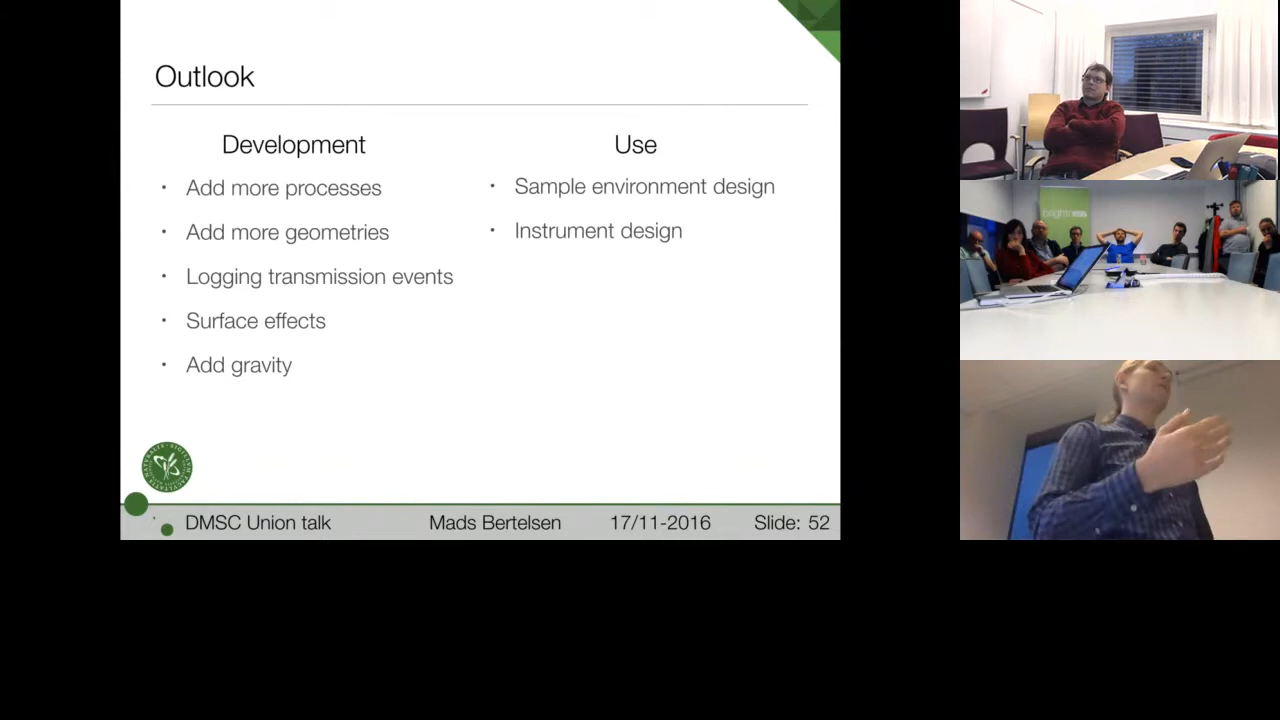 Outlook
Development
• Add more processes
• Add more geometries
• Logging transmission events
• Surface effects
• Add gravity
Use
• Sample environment design
• Instrument design
DMSC Union talk Mads Bertelsen 17/11-2016 Slide: 52
brightness